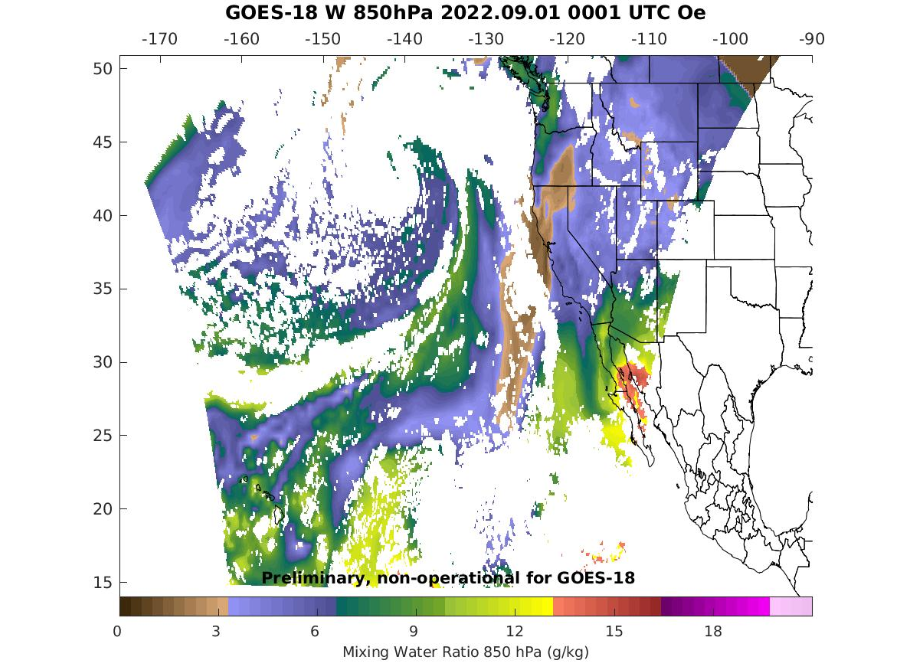 GOES-18 W 850hPa 2022.09.01 0001 UTC Oe
-170 -160 -150 -140 -130 -120 -110 -100 -90
50
45
40
35
30
25
20
15
Preliminary, non-operational for GOES-18
0 3 6 9 12 15 18
Mixing Water Ratio 850 hPa (g/kg)